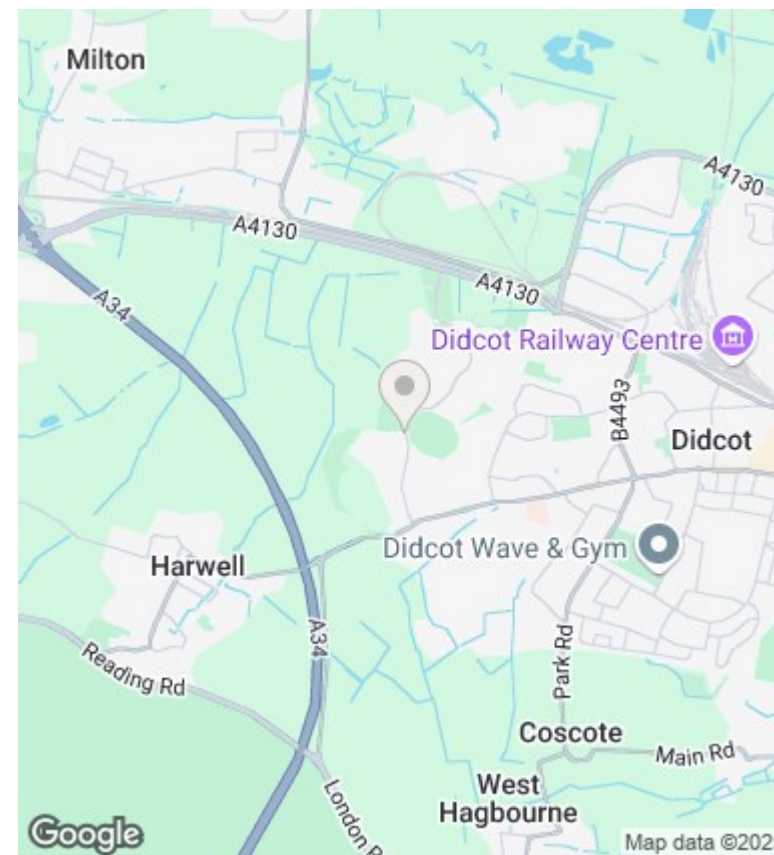 Milton
A4130
A4130
A4130
A34
Didcot Railway Centre
B4493
Didcot
Didcot Wave & Gym
Harwell
A34
Reading Rd
Park Rd
Coscote
Main Rd
West
Hagbourne
London
Google
Map data ©202